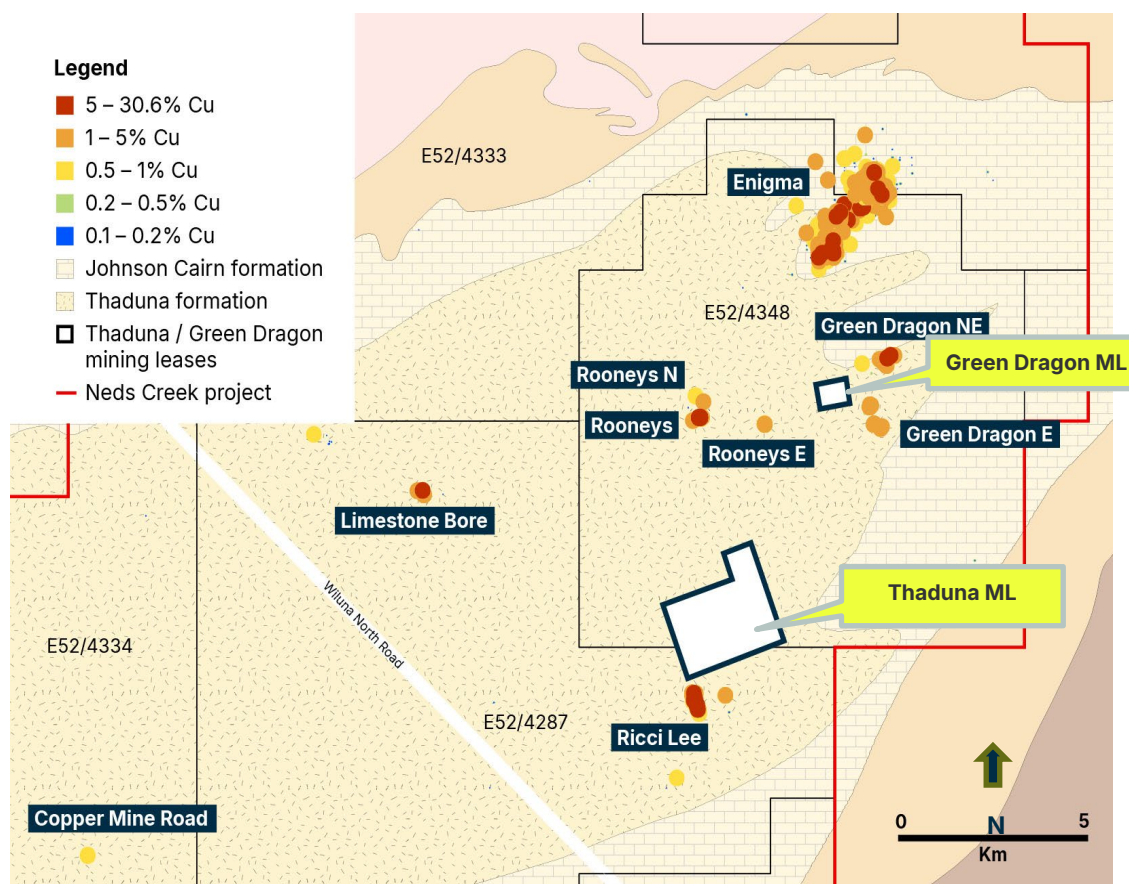 Legend
5 – 30.6% Cu
1 – 5% Cu
0.5 – 1% Cu
0.2 – 0.5% Cu
0.1 – 0.2% Cu
Johnson Cairn formation
Thaduna formation
Thaduna / Green Dragon
mining leases
Neds Creek project
E52/4333
Enigma
E52/4348
Green Dragon NE
Green Dragon ML
Rooneys N
Rooneys
Rooneys E
Green Dragon E
Limestone Bore
Wiluna North Road
Thaduna ML
E52/4334
E52/4287
Ricci Lee
Copper Mine Road
0
N
5
Km